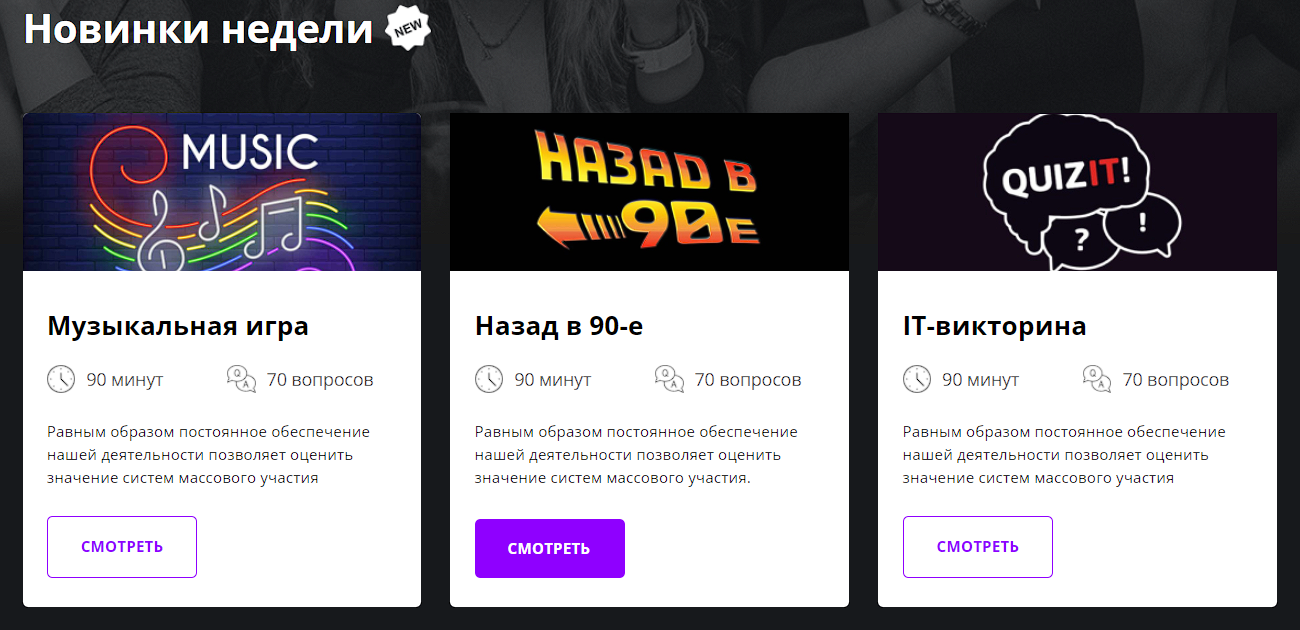 Новинки недели NEW
MUSIC
Музыкальная игра
90 минут
Q A
70 вопросов
Равным образом постоянное обеспечение
нашей деятельности позволяет оценить
значение систем массового участия
СМОТРЕТЬ
НАЗАД В
90Е
Назад в 90-е
90 минут
Q A
70 вопросов
Равным образом постоянное обеспечение
нашей деятельности позволяет оценить
значение систем массового участия.
СМОТРЕТЬ
QUIZIT!
? !
IT-викторина
90 минут
Q A
70 вопросов
Равным образом постоянное обеспечение
нашей деятельности позволяет оценить
значение систем массового участия
СМОТРЕТЬ